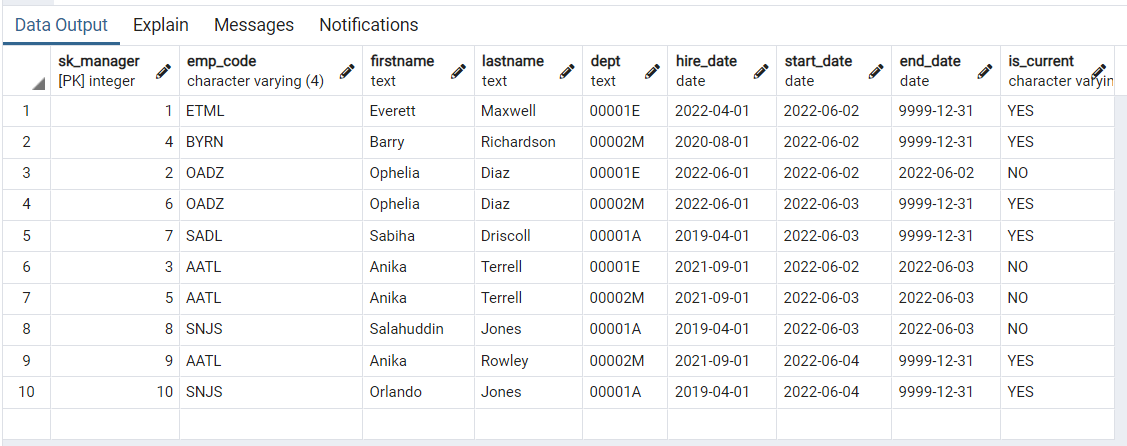 Data Output Explain Messages Notifications
sk_manager emp_code firstname lastname dept hire_date start_date end_date is_current
[PK] integer character varying (4) text text text date date date character varyin
1 1 ETML Everett Maxwell 00001E 2022-04-01 2022-06-02 9999-12-31 YES
2 4 BYRN Barry Richardson 00002M 2020-08-01 2022-06-02 9999-12-31 YES
3 2 OADZ Ophelia Diaz 00001E 2022-06-01 2022-06-02 2022-06-02 NO
4 6 OADZ Ophelia Diaz 00002M 2022-06-01 2022-06-03 9999-12-31 YES
5 7 SADL Sabiha Driscoll 00001A 2019-04-01 2022-06-03 9999-12-31 YES
6 3 AATL Anika Terrell 00001E 2021-09-01 2022-06-02 2022-06-03 NO
7 5 AATL Anika Terrell 00002M 2021-09-01 2022-06-03 2022-06-03 NO
8 8 SNJS Salahuddin Jones 00001A 2019-04-01 2022-06-03 2022-06-03 NO
9 9 AATL Anika Rowley 00002M 2021-09-01 2022-06-04 9999-12-31 YES
10 10 SNJS Orlando Jones 00001A 2019-04-01 2022-06-04 9999-12-31 YES